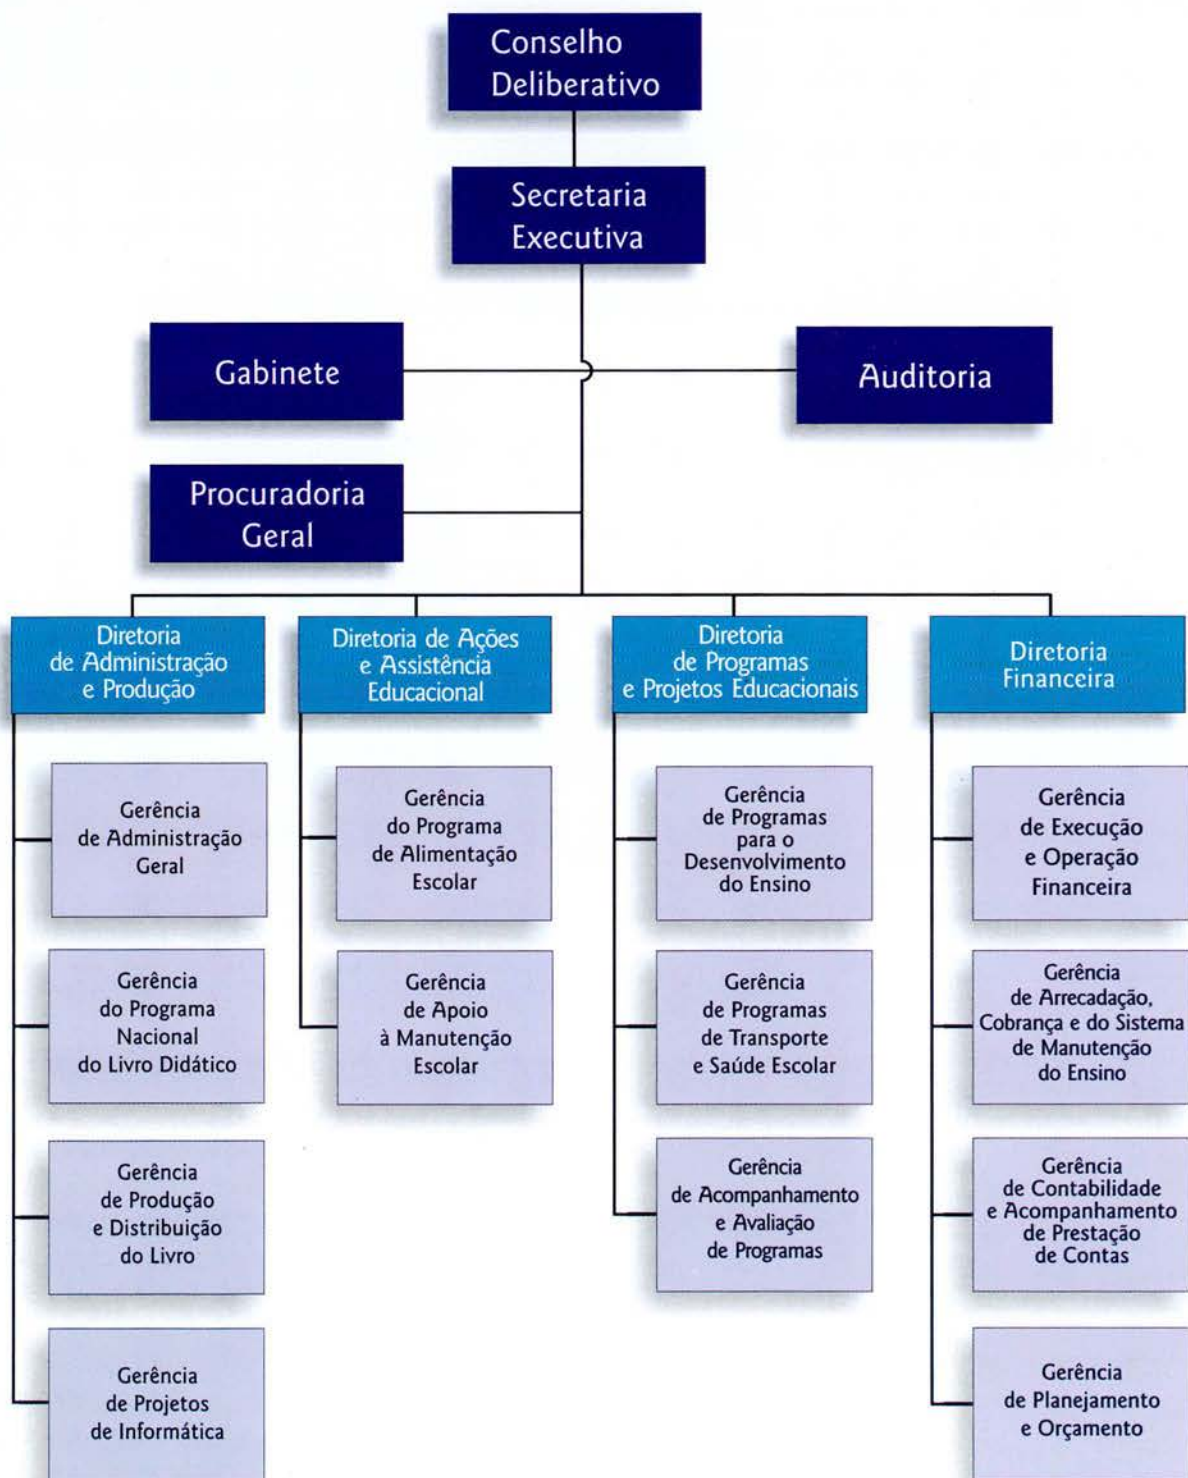 Conselho
Deliberativo
Secretaria
Executiva
Gabinete
Auditoria
Procuradoria
Geral
Diretoria
de Administração
e Produção
Diretoria de Ações
e Assistência
Educacional
Diretoria
de Programas
e Projetos Educacionais
Diretoria
Financeira
Gerência
de Administração
Geral
Gerência
do Programa
Nacional
do Livro Didático
Gerência
de Produção
e Distribuição
do Livro
Gerência
de Projetos
de Informática
Gerência
do Programa
de Alimentação
Escolar
Gerência
de Apoio
à Manutenção
Escolar
Gerência
de Programas
para o
Desenvolvimento
do Ensino
Gerência
de Programas
de Transporte
e Saúde Escolar
Gerência
de Acompanhamento
e Avaliação
de Programas
Gerência
de Execução
e Operação
Financeira
Gerência
de Arrecadação,
Cobrança e do Sistema
de Manutenção
do Ensino
Gerência
de Contabilidade
e Acompanhamento
de Prestação
de Contas
Gerência
de Planejamento
e Orçamento